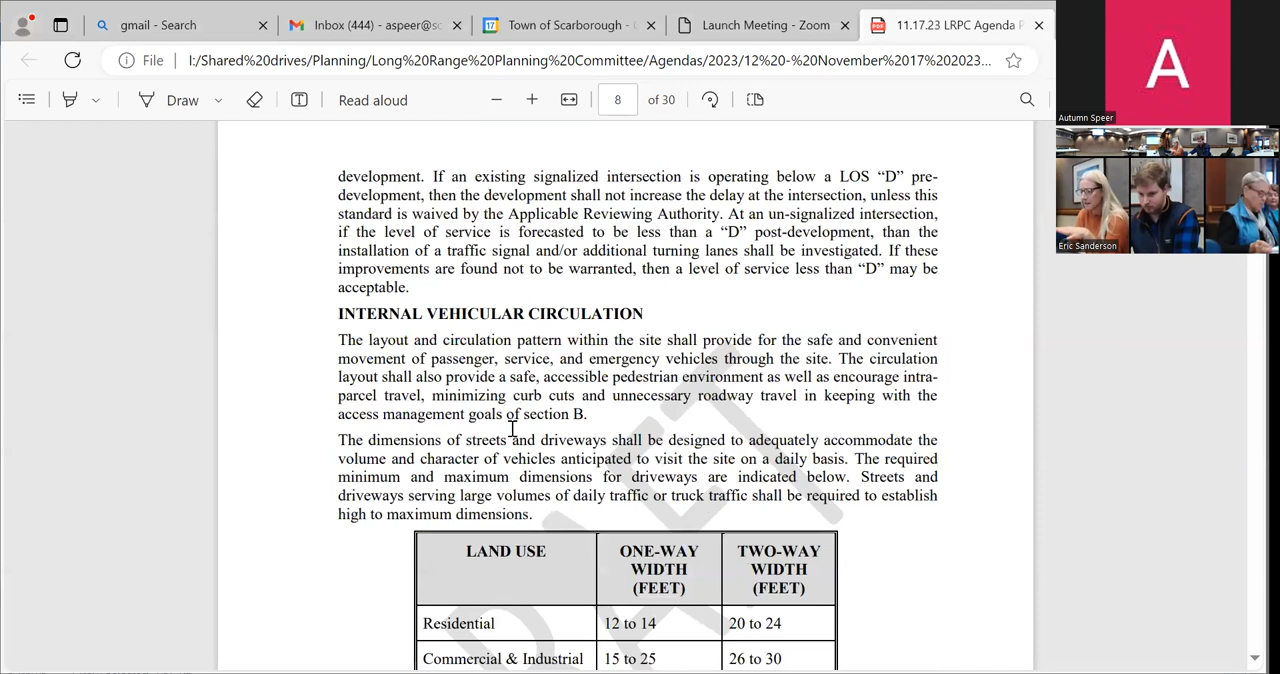 gmail - Search
Inbox (444) - aspeer@sc
17 Town of Scarborough -
Launch Meeting - Zoom
PDF 11.17.23 LRPC Agenda P
File I:/Shared%20drives/Planning/Long%20Range%20Planning%20Committee/Agendas/2023/12%20-%20November%2017%202023...
Draw Read aloud 8 of 30
A
Autumn Speer
Eric Sanderson
development. If an existing signalized intersection is operating below a LOS “D” pre-
development, then the development shall not increase the delay at the intersection, unless this
standard is waived by the Applicable Reviewing Authority. At an un-signalized intersection,
if the level of service is forecasted to be less than a “D” post-development, than the
installation of a traffic signal and/or additional turning lanes shall be investigated. If these
improvements are found not to be warranted, then a level of service less than “D” may be
acceptable.
INTERNAL VEHICULAR CIRCULATION
The layout and circulation pattern within the site shall provide for the safe and convenient
movement of passenger, service, and emergency vehicles through the site. The circulation
layout shall also provide a safe, accessible pedestrian environment as well as encourage intra-
parcel travel, minimizing curb cuts and unnecessary roadway travel in keeping with the
access management goals of section B.
The dimensions of streets and driveways shall be designed to adequately accommodate the
volume and character of vehicles anticipated to visit the site on a daily basis. The required
minimum and maximum dimensions for driveways are indicated below. Streets and
driveways serving large volumes of daily traffic or truck traffic shall be required to establish
high to maximum dimensions.
LAND USE ONE-WAY TWO-WAY
WIDTH WIDTH
(FEET) (FEET)
Residential 12 to 14 20 to 24
Commercial & Industrial 15 to 25 26 to 30
DRAFT